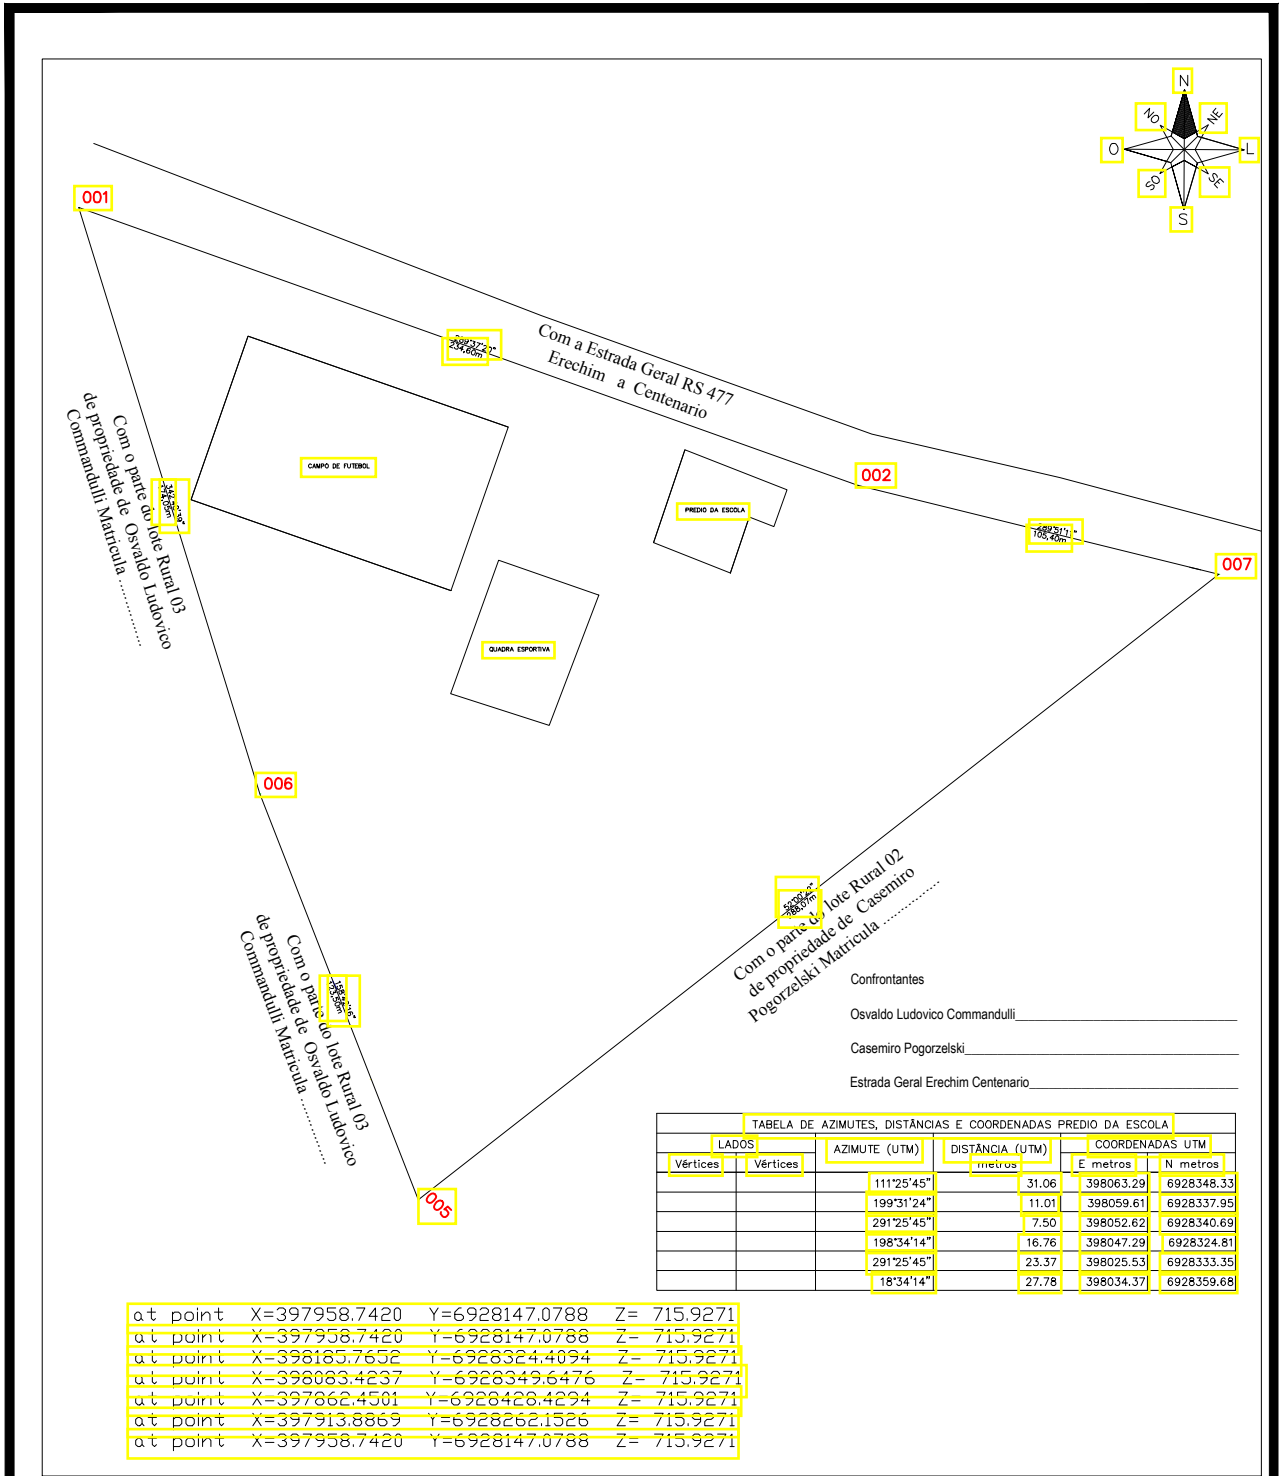 N
NO
NE
O
L
SO
SE
S
001
234,60m
Com a Estrada Geral RS 477
Erechim a Centenario
CAMPO DE FUTEBOL
002
PREDIO DA ESCOLA
105,40m
007
Com o parte do lote Rural 03
de propriedade de Osvaldo Ludovico
Commandulli Matricula ............
QUADRA ESPORTIVA
006
Com o parte do lote Rural 02
de propriedade de Casemiro
Pogorzelski Matricula ............
Com o parte do lote Rural 03
de propriedade de Osvaldo Ludovico
Commandulli Matricula ............
005
Confrontantes
Osvaldo Ludovico Commandulli
Casemiro Pogorzelski
Estrada Geral Erechim Centenario
TABELA DE AZIMUTES, DISTÂNCIAS E COORDENADAS PREDIO DA ESCOLA
LADOS AZIMUTE (UTM) DISTÂNCIA (UTM) COORDENADAS UTM
Vértices Vértices metros E metros N metros
111°25'45" 31.06 398063.29 6928348.33
199°31'24" 11.01 398059.61 6928337.95
291°25'45" 7.50 398052.62 6928340.69
198°34'14" 16.76 398047.29 6928324.81
291°25'45" 23.37 398025.53 6928333.35
18°34'14" 27.78 398034.37 6928359.68
at point X=397958.7420 Y=6928147.0788 Z= 715.9271
at point X=397958.7420 Y=6928147.0788 Z= 715.9271
at point X=398185.7652 Y=6928324.4094 Z= 715.9271
at point X=398083.4237 Y=6928349.6476 Z= 715.9271
at point X=397862.4501 Y=6928428.4294 Z= 715.9271
at point X=397913.8869 Y=6928262.1526 Z= 715.9271
at point X=397958.7420 Y=6928147.0788 Z= 715.9271